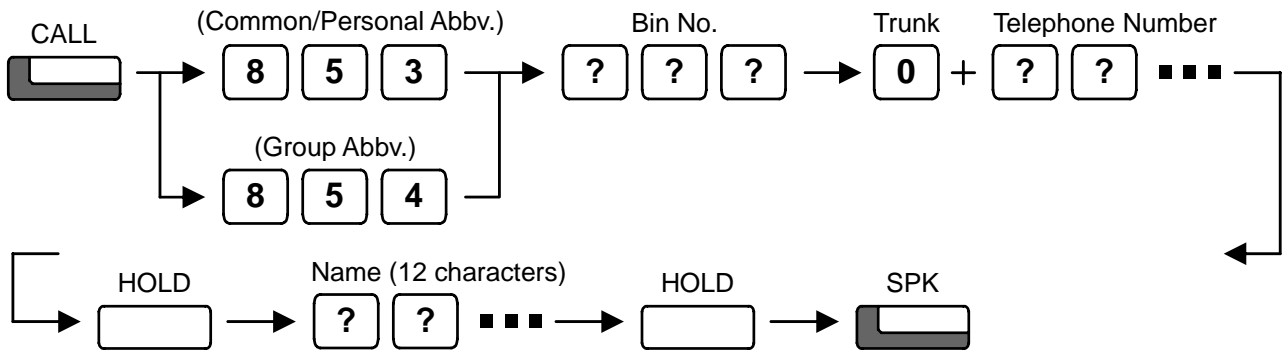 CALL (Common/Personal Abbv.) Bin No. Trunk Telephone Number
8 5 3 ? ? ? 0 + ? ?
(Group Abbv.)
8 5 4
HOLD Name (12 characters) HOLD SPK
? ?